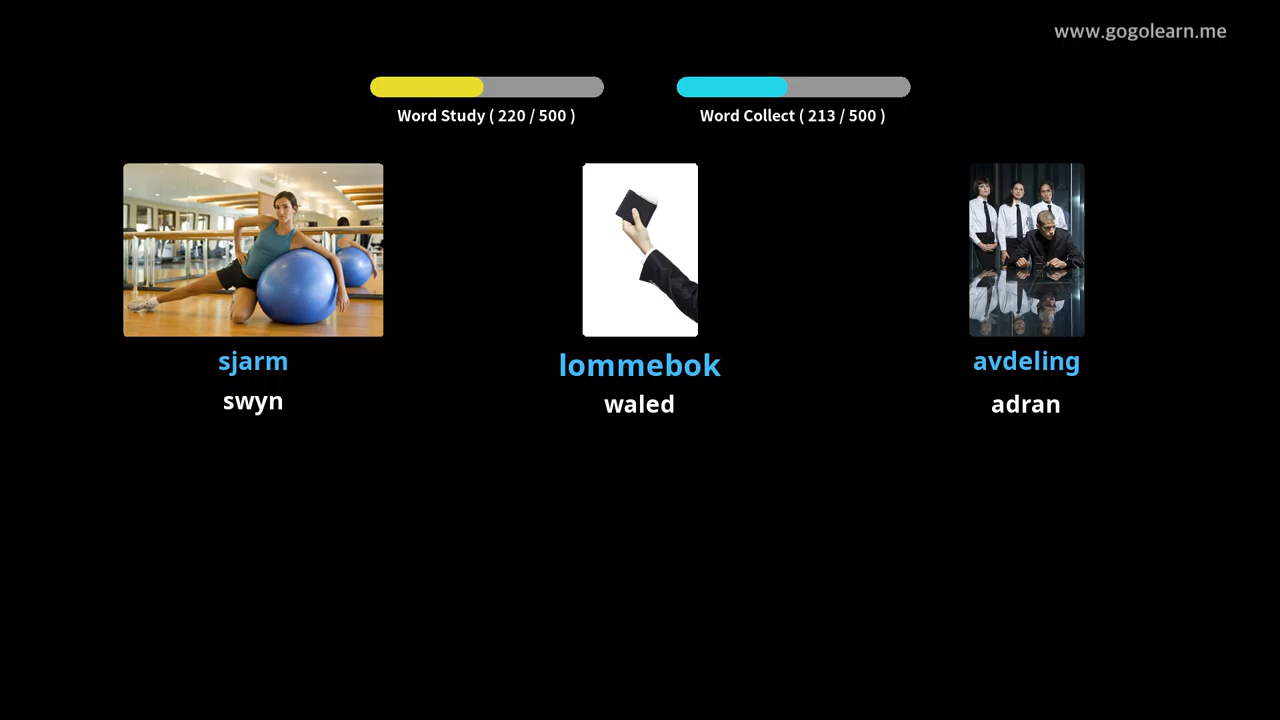 www.gogolearn.me
Word Study ( 220 / 500 )
Word Collect ( 213 / 500 )
sjarm
swyn
lommebok
waled
avdeling
adran